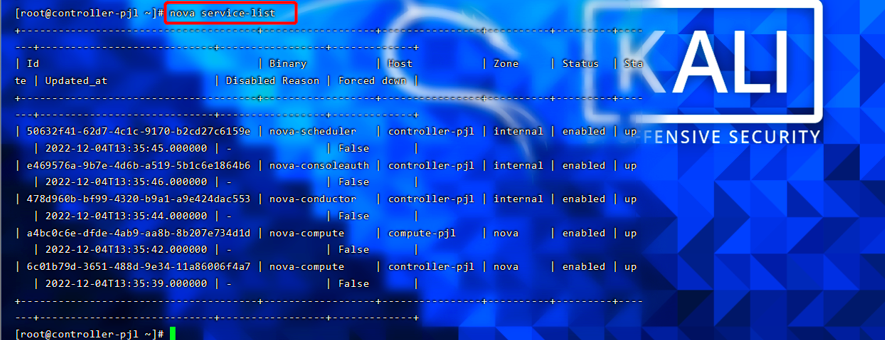 [root@controller-pjl ~]# nova service-list
+--------------------------------------+------------------+----------------+----------+---------+----
---+----------------------------+-----------------+-------------+
| Id                                   | Binary           | Host           | Zone     | Status  | Sta
te | Updated_at                 | Disabled Reason | Forced down |
+--------------------------------------+------------------+----------------+----------+---------+----
---+----------------------------+-----------------+-------------+
| 50632f41-62d7-4c1c-9170-b2cd27c6159e | nova-scheduler   | controller-pjl | internal | enabled | up
   | 2022-12-04T13:35:45.000000 | -               | False       |
| e469576a-9b7e-4d6b-a519-5b1c6e1864b6 | nova-consoleauth | controller-pjl | internal | enabled | up
   | 2022-12-04T13:35:46.000000 | -               | False       |
| 478d960b-bf99-4320-b9a1-a9e424dac553 | nova-conductor   | controller-pjl | internal | enabled | up
   | 2022-12-04T13:35:44.000000 | -               | False       |
| a4bc0c6e-dfde-4ab9-aa8b-8b207e734d1d | nova-compute     | compute-pjl    | nova     | enabled | up
   | 2022-12-04T13:35:42.000000 | -               | False       |
| 6c01b79d-3651-488d-9e34-11a86006f4a7 | nova-compute     | controller-pjl | nova     | enabled | up
   | 2022-12-04T13:35:39.000000 | -               | False       |
+--------------------------------------+------------------+----------------+----------+---------+----
---+----------------------------+-----------------+-------------+
[root@controller-pjl ~]#
KALI
OFFENSIVE SECURITY